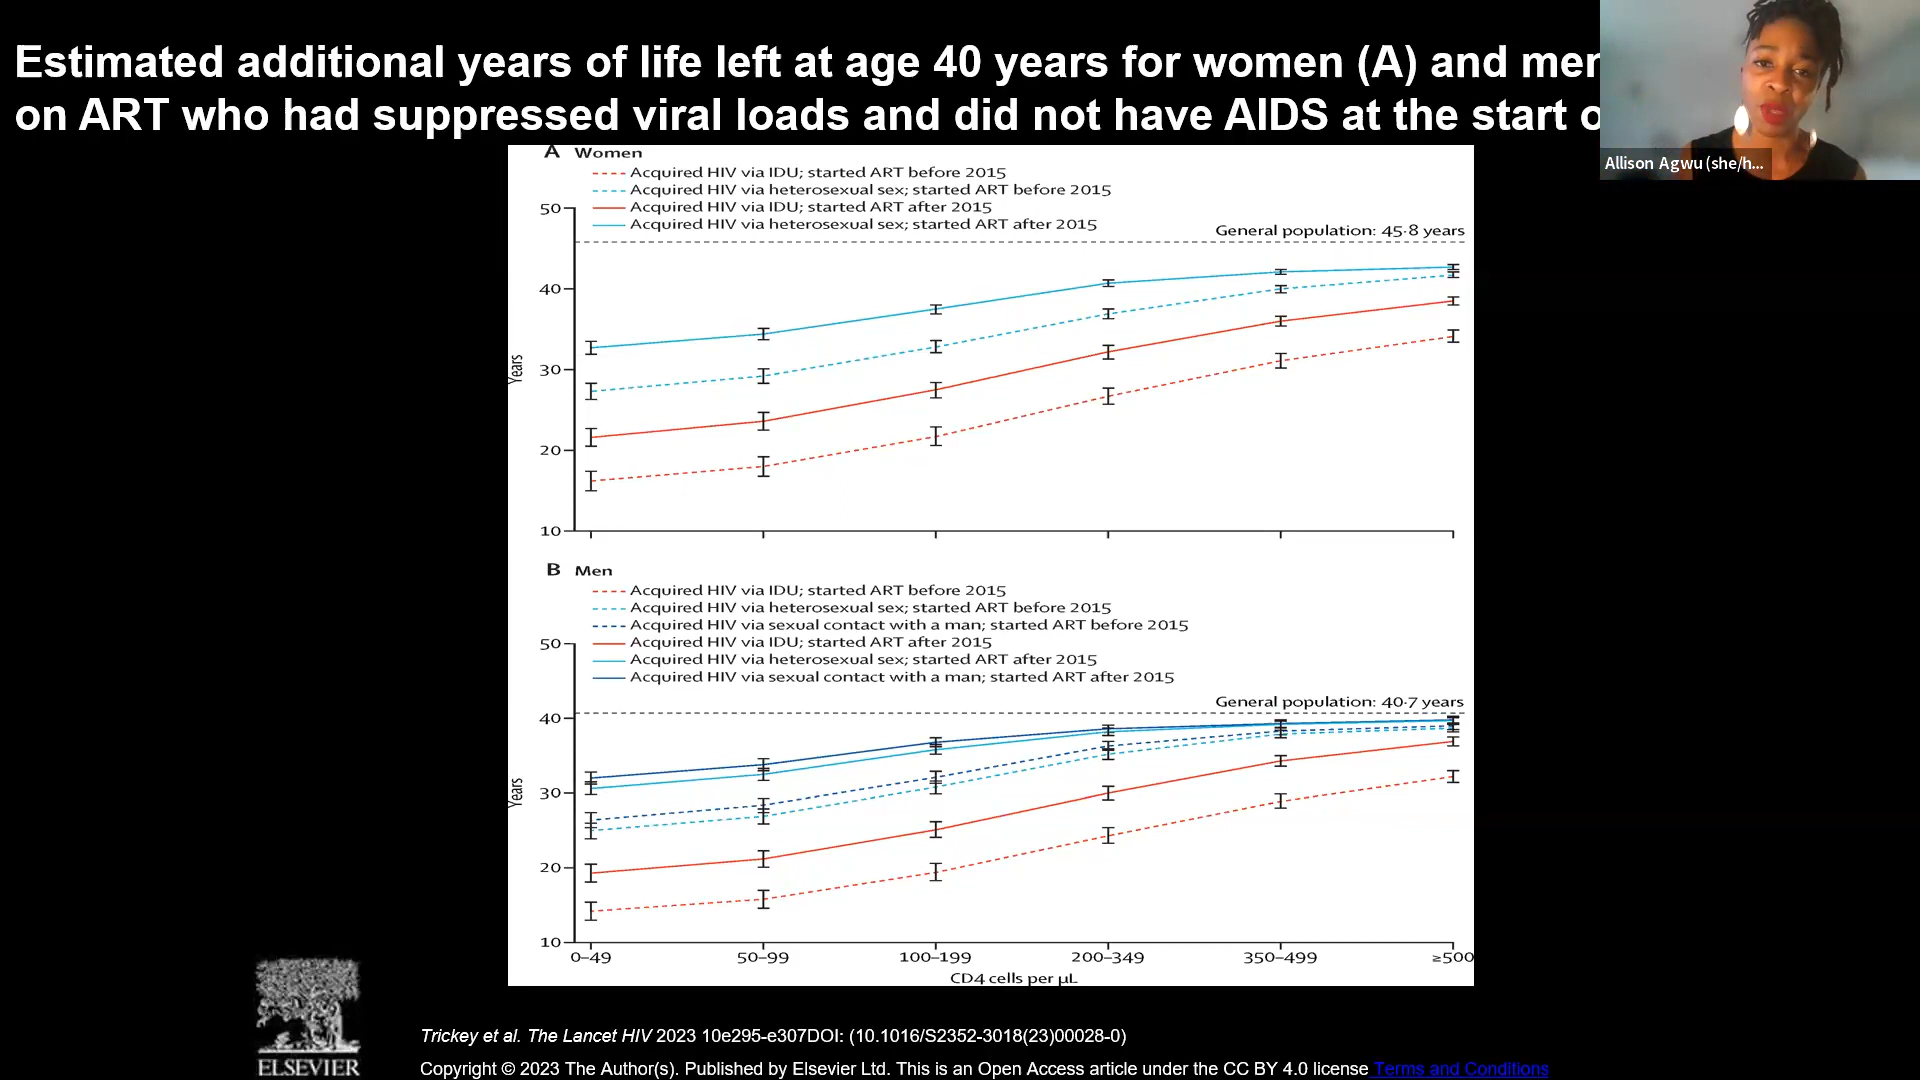 Estimated additional years of life left at age 40 years for women (A) and men
on ART who had suppressed viral loads and did not have AIDS at the start o
Allison Agwu (she/h...
A Women
Acquired HIV via IDU; started ART before 2015
Acquired HIV via heterosexual sex; started ART before 2015
Acquired HIV via IDU; started ART after 2015
Acquired HIV via heterosexual sex; started ART after 2015
General population: 45·8 years
50
40
30
20
10
Years
B Men
Acquired HIV via IDU; started ART before 2015
Acquired HIV via heterosexual sex; started ART before 2015
Acquired HIV via sexual contact with a man; started ART before 2015
Acquired HIV via IDU; started ART after 2015
Acquired HIV via heterosexual sex; started ART after 2015
Acquired HIV via sexual contact with a man; started ART after 2015
General population: 40·7 years
50
40
30
20
10
Years
0–49 50–99 100–199 200–349 350–499 ≥500
CD4 cells per μL
ELSEVIER
Trickey et al. The Lancet HIV 2023 10e295-e307DOI: (10.1016/S2352-3018(23)00028-0)
Copyright © 2023 The Author(s). Published by Elsevier Ltd. This is an Open Access article under the CC BY 4.0 license Terms and Conditions